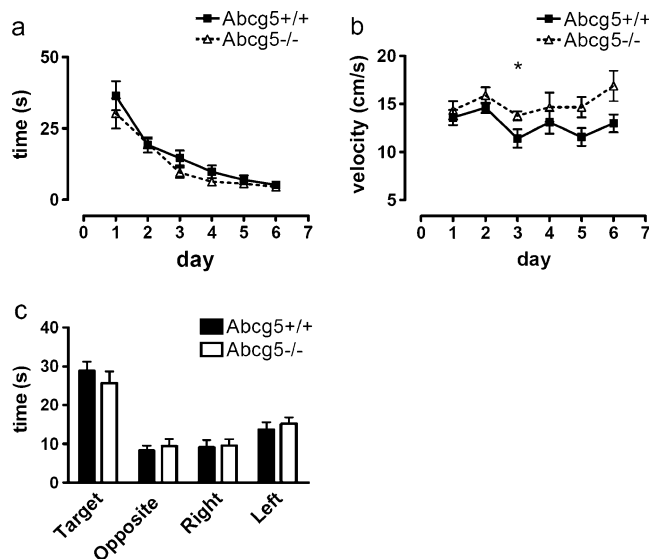 a
Abcg5+/+
Abcg5-/-
50
25
0
time (s)
0 1 2 3 4 5 6 7
day
b
Abcg5+/+
Abcg5-/-
*
20
15
10
5
velocity (cm/s)
0 1 2 3 4 5 6 7
day
c
Abcg5+/+
Abcg5-/-
40
30
20
10
0
time (s)
Target Opposite Right Left